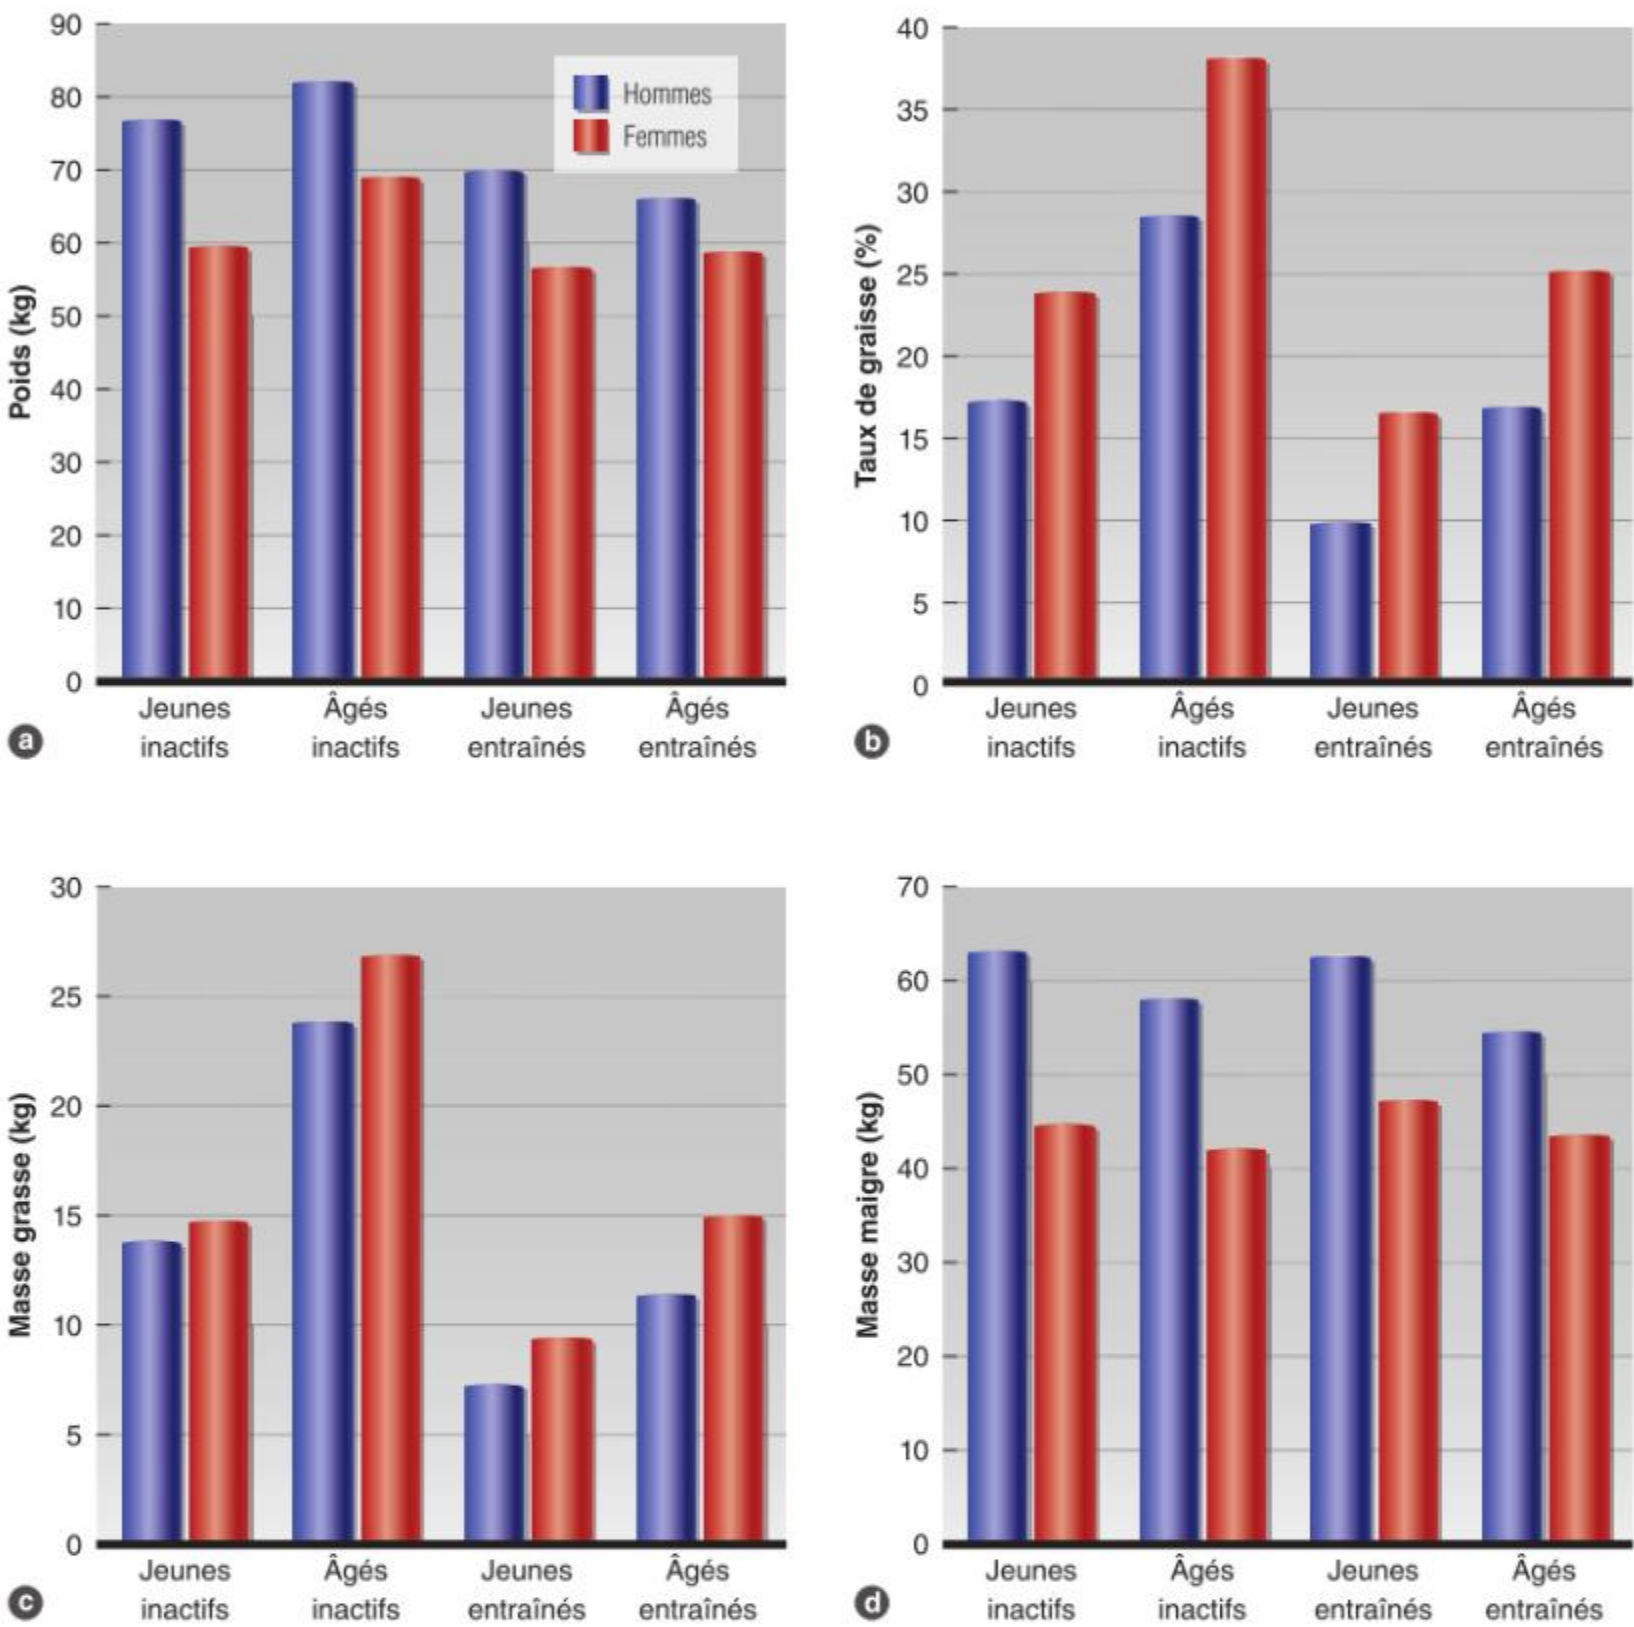 90
80
70
60
50
40
30
20
10
0
Poids (kg)
Hommes
Femmes
Jeunes inactifs
Âgés inactifs
Jeunes entraînés
Âgés entraînés
a
40
35
30
25
20
15
10
5
0
Taux de graisse (%)
Jeunes inactifs
Âgés inactifs
Jeunes entraînés
Âgés entraînés
b
30
25
20
15
10
5
0
Masse grasse (kg)
Jeunes inactifs
Âgés inactifs
Jeunes entraînés
Âgés entraînés
c
70
60
50
40
30
20
10
0
Masse maigre (kg)
Jeunes inactifs
Âgés inactifs
Jeunes entraînés
Âgés entraînés
d